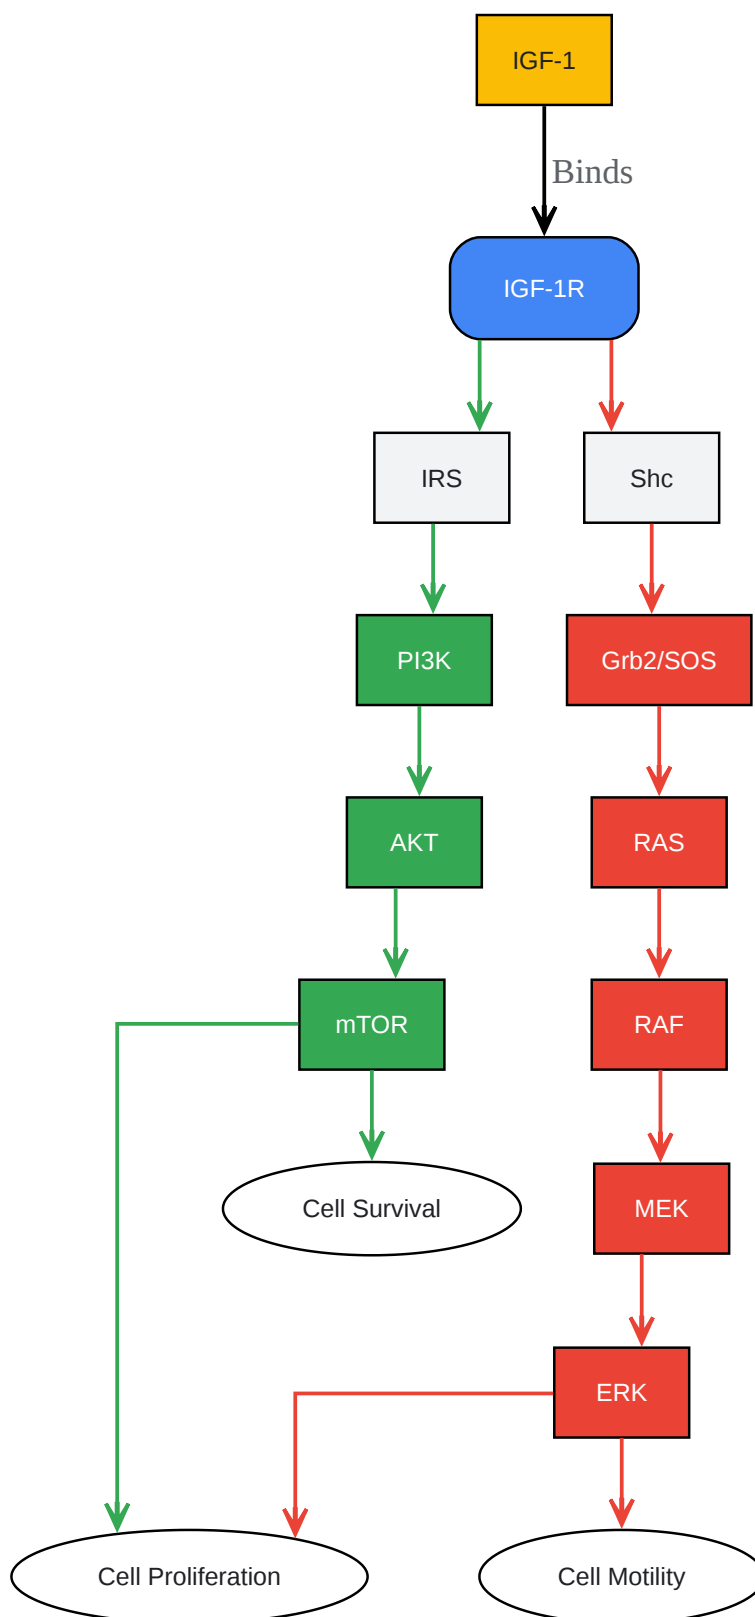 IGF-1
Binds
IGF-1R
IRS
Shc
PI3K
Grb2/SOS
AKT
RAS
mTOR
RAF
Cell Survival
MEK
ERK
Cell Proliferation
Cell Motility